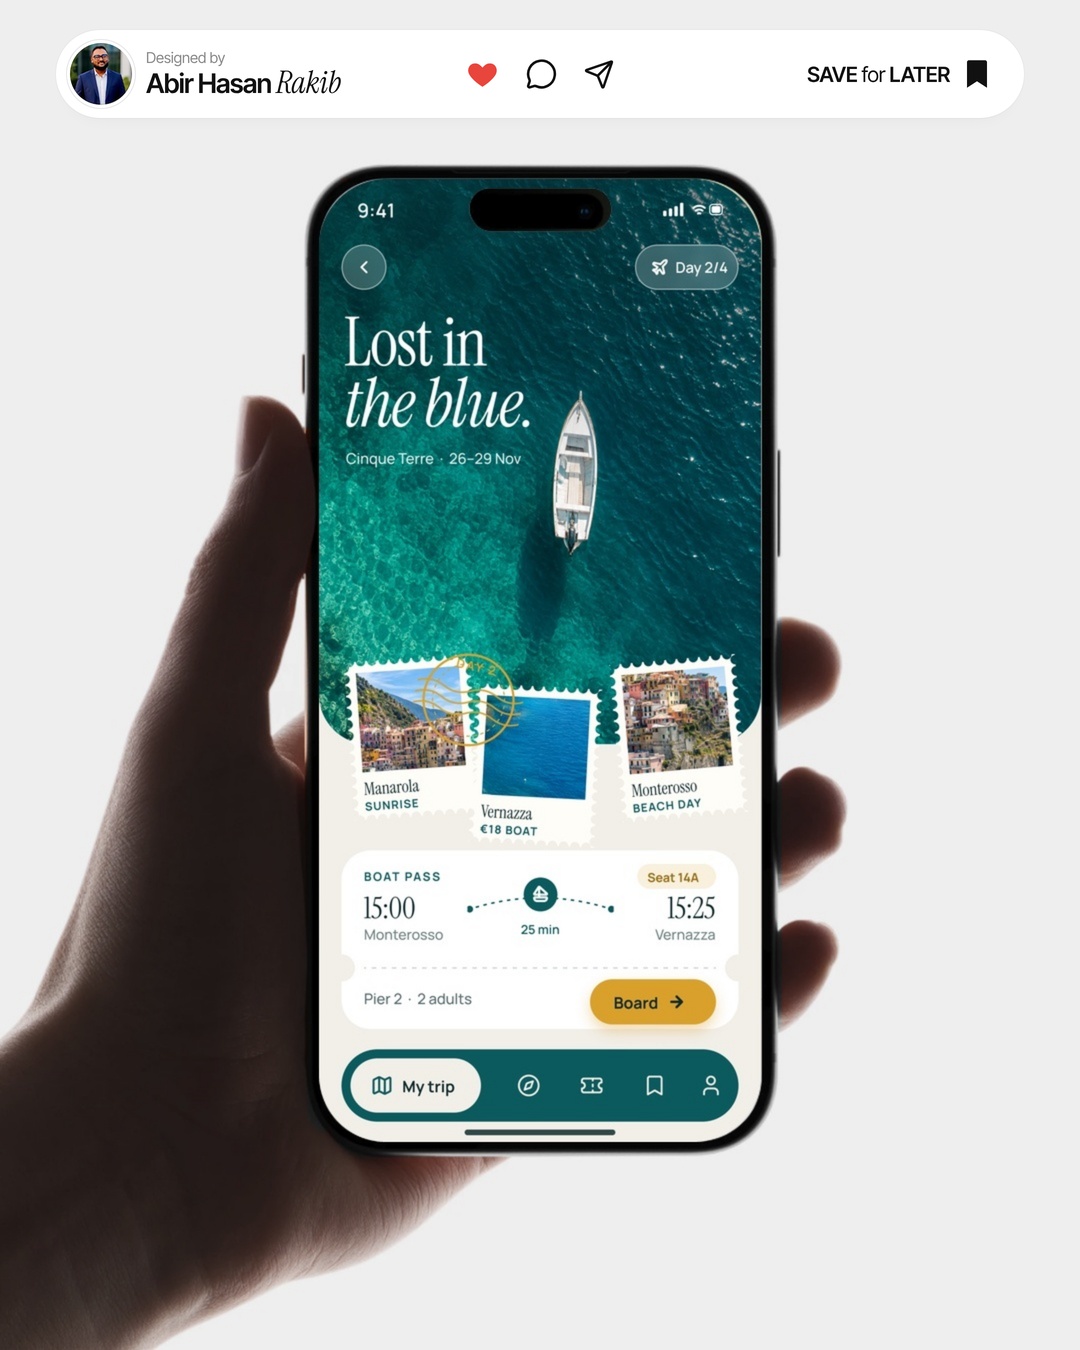 Designed by
Abir Hasan Rakib
SAVE for LATER
9:41
Day 2/4
Lost in
the blue.
Cinque Terre · 26–29 Nov
DAY 2
Manarola
SUNRISE
Vernazza
€18 BOAT
Monterosso
BEACH DAY
BOAT PASS
Seat 14A
15:00
15:25
Monterosso
25 min
Vernazza
Pier 2 · 2 adults
Board
My trip